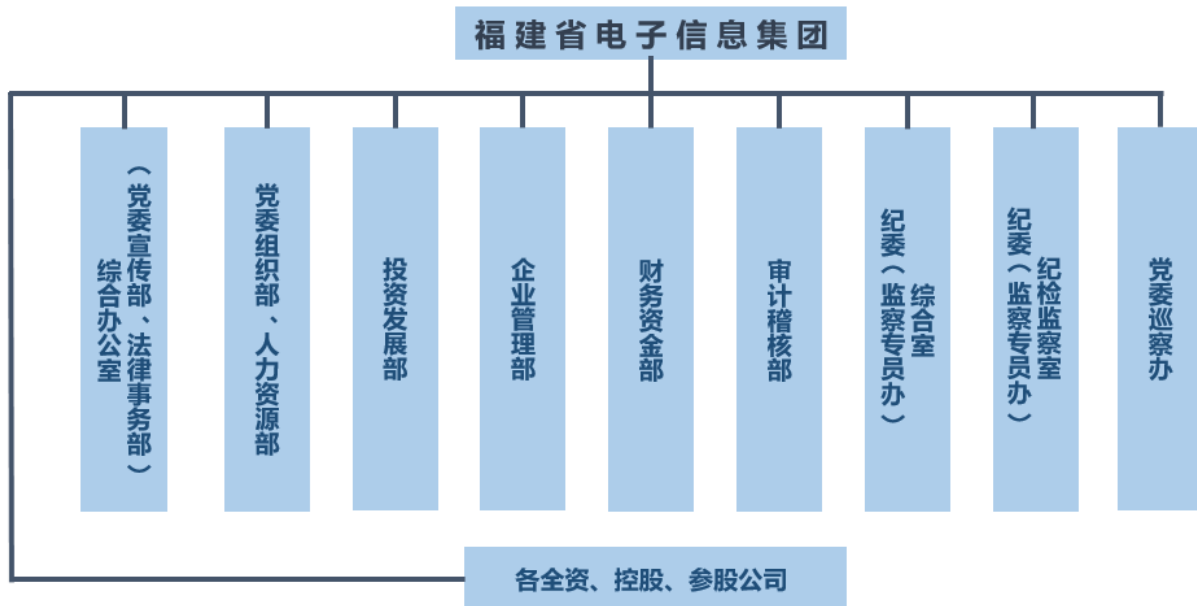 福建省电子信息集团
综合办公室
（党委宣传部、法律事务部）
党委组织部、人力资源部
投资发展部
企业管理部
财务资金部
审计稽核部
纪委（监察专员办）
综合室
纪委（监察专员办）
纪检监察室
党委巡察办
各全资、控股、参股公司